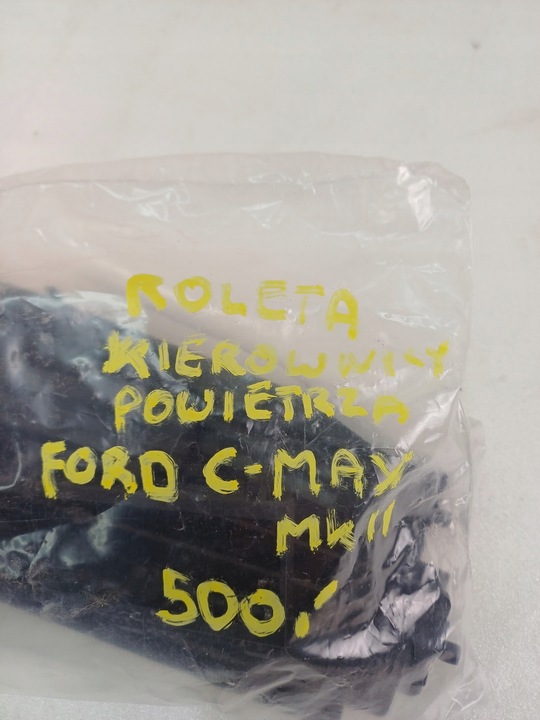 ROLETA
KIEROWNICY
POWIETRZA
FORD C-MAX
MKII
500,-